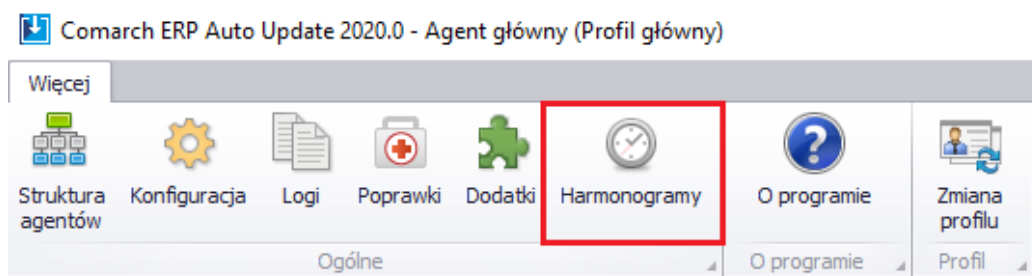 Comarch ERP Auto Update 2020.0 - Agent główny (Profil główny)
Więcej
Struktura
agentów
Konfiguracja
Logi
Poprawki
Dodatki
Harmonogramy
O programie
Zmiana
profilu
Ogólne
O programie
Profil